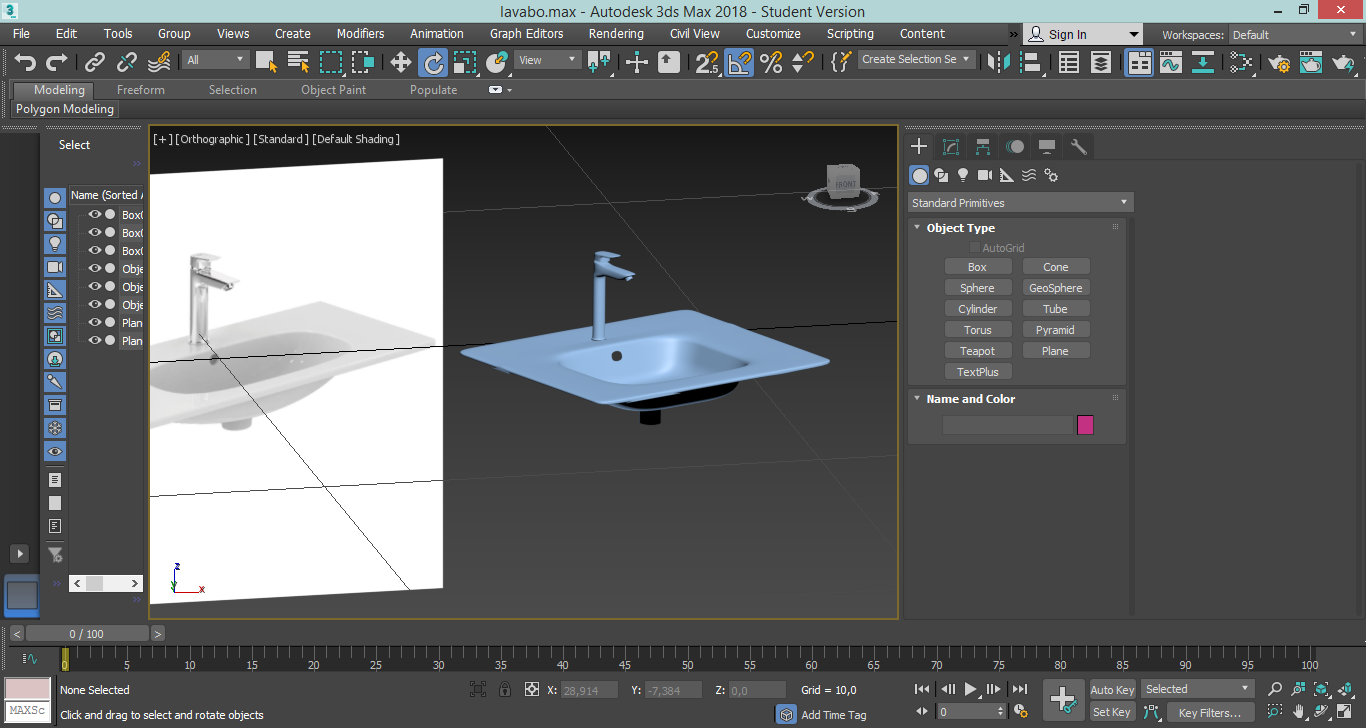 lavabo.max - Autodesk 3ds Max 2018 - Student Version
File Edit Tools Group Views Create Modifiers Animation Graph Editors Rendering Civil View Customize Scripting Content » Sign In Workspaces: Default
All View Create Selection Se
Modeling Freeform Selection Object Paint Populate
Polygon Modeling
Select
Name (Sorted A
Box0
Box0
Box0
Obje
Obje
Obje
Plan
Plan
[+] [Orthographic] [Standard] [Default Shading]
FRONT
z
y
x
Standard Primitives
Object Type
AutoGrid
Box Cone
Sphere GeoSphere
Cylinder Tube
Torus Pyramid
Teapot Plane
TextPlus
Name and Color
< 0 / 100 >
0 5 10 15 20 25 30 35 40 45 50 55 60 65 70 75 80 85 90 95 100
None Selected X: 28,914 Y: -7,384 Z: 0,0 Grid = 10,0 Auto Key Selected
MAXSc Click and drag to select and rotate objects Add Time Tag 0 Set Key Key Filters...